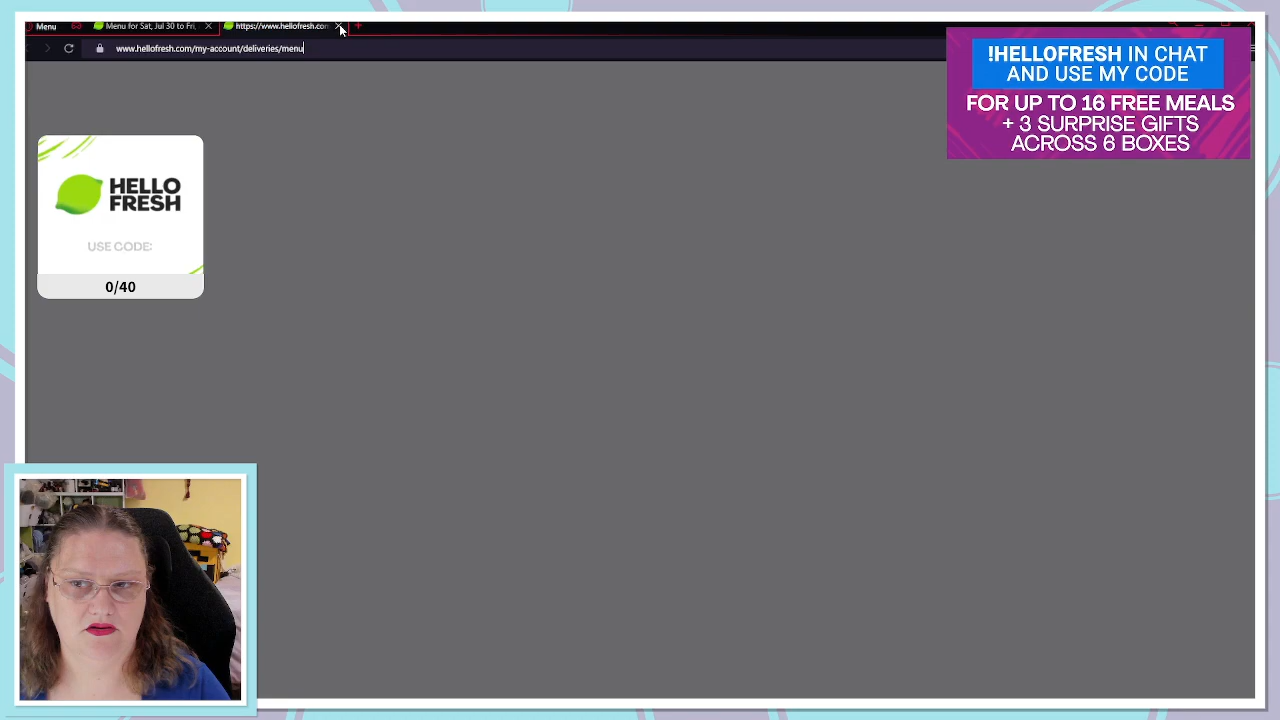 Menu
Menu for Sat, Jul 30 to Fri,
https://www.hellofresh.com
www.hellofresh.com/my-account/deliveries/menu
!HELLOFRESH IN CHAT
AND USE MY CODE
FOR UP TO 16 FREE MEALS
+ 3 SURPRISE GIFTS
ACROSS 6 BOXES
HELLO
FRESH
USE CODE:
0/40